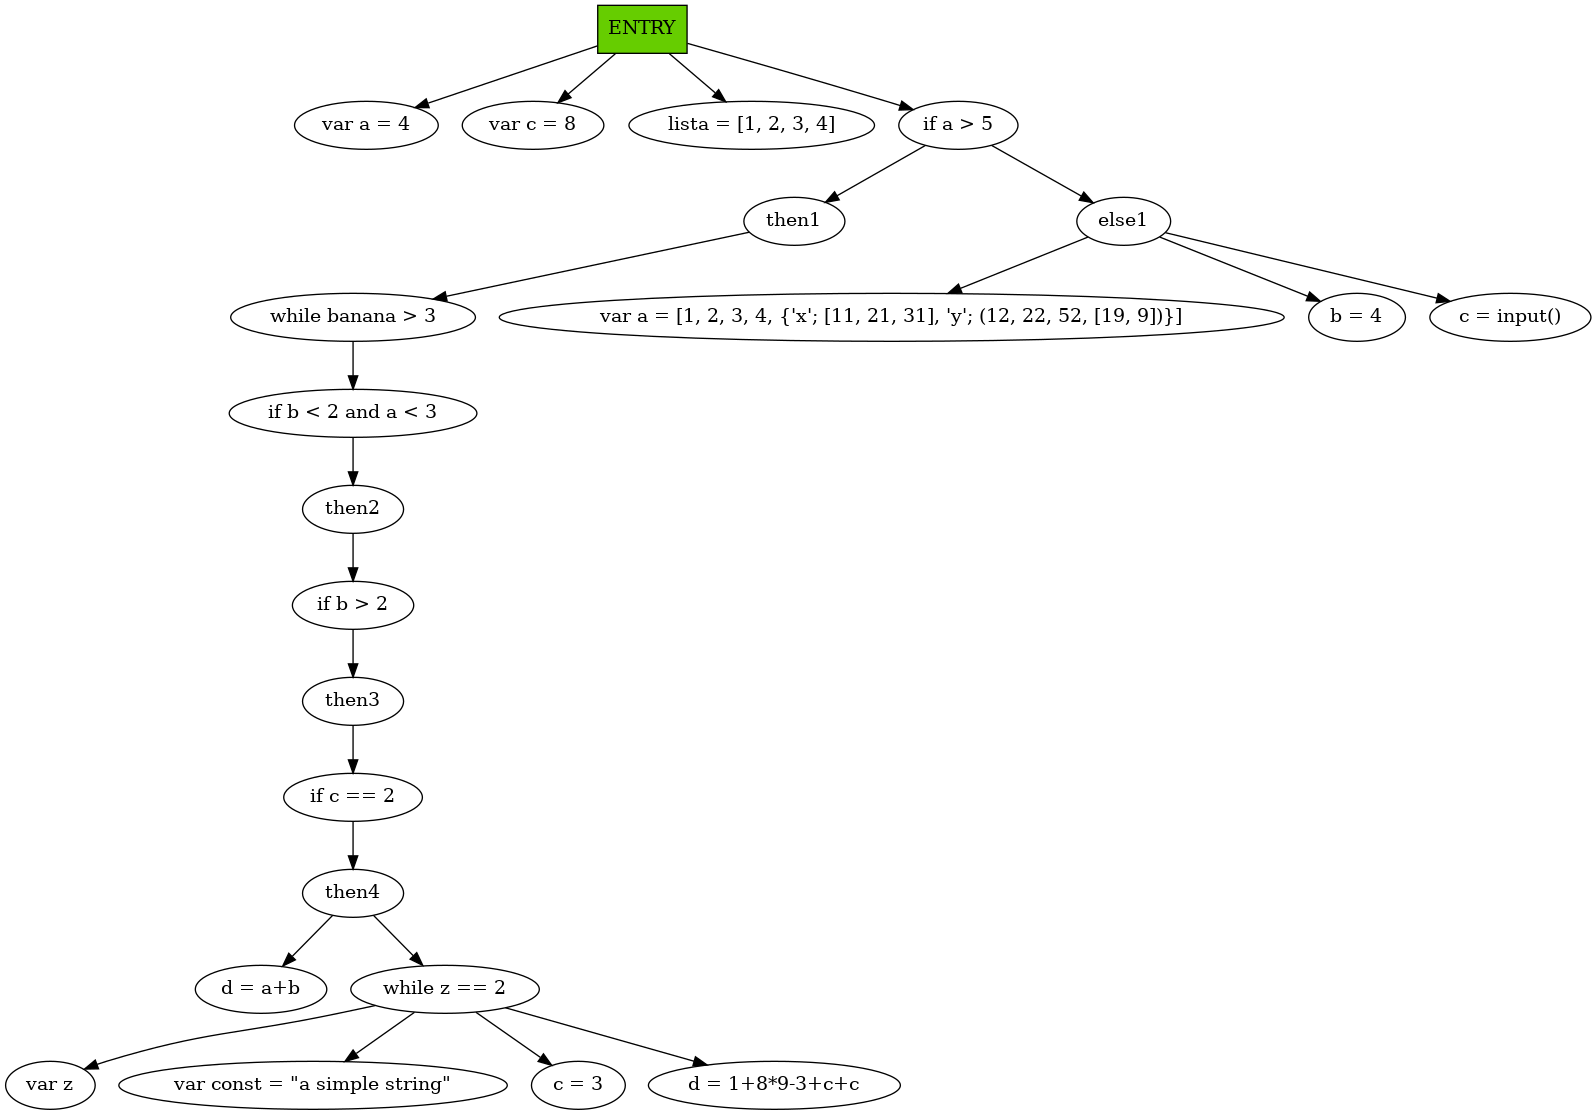 ENTRY
var a = 4
var c = 8
lista = [1, 2, 3, 4]
if a > 5
then1
else1
while banana > 3
var a = [1, 2, 3, 4, {'x'; [11, 21, 31], 'y'; (12, 22, 52, [19, 9])}]
b = 4
c = input()
if b < 2 and a < 3
then2
if b > 2
then3
if c == 2
then4
d = a+b
while z == 2
var z
var const = "a simple string"
c = 3
d = 1+8*9-3+c+c